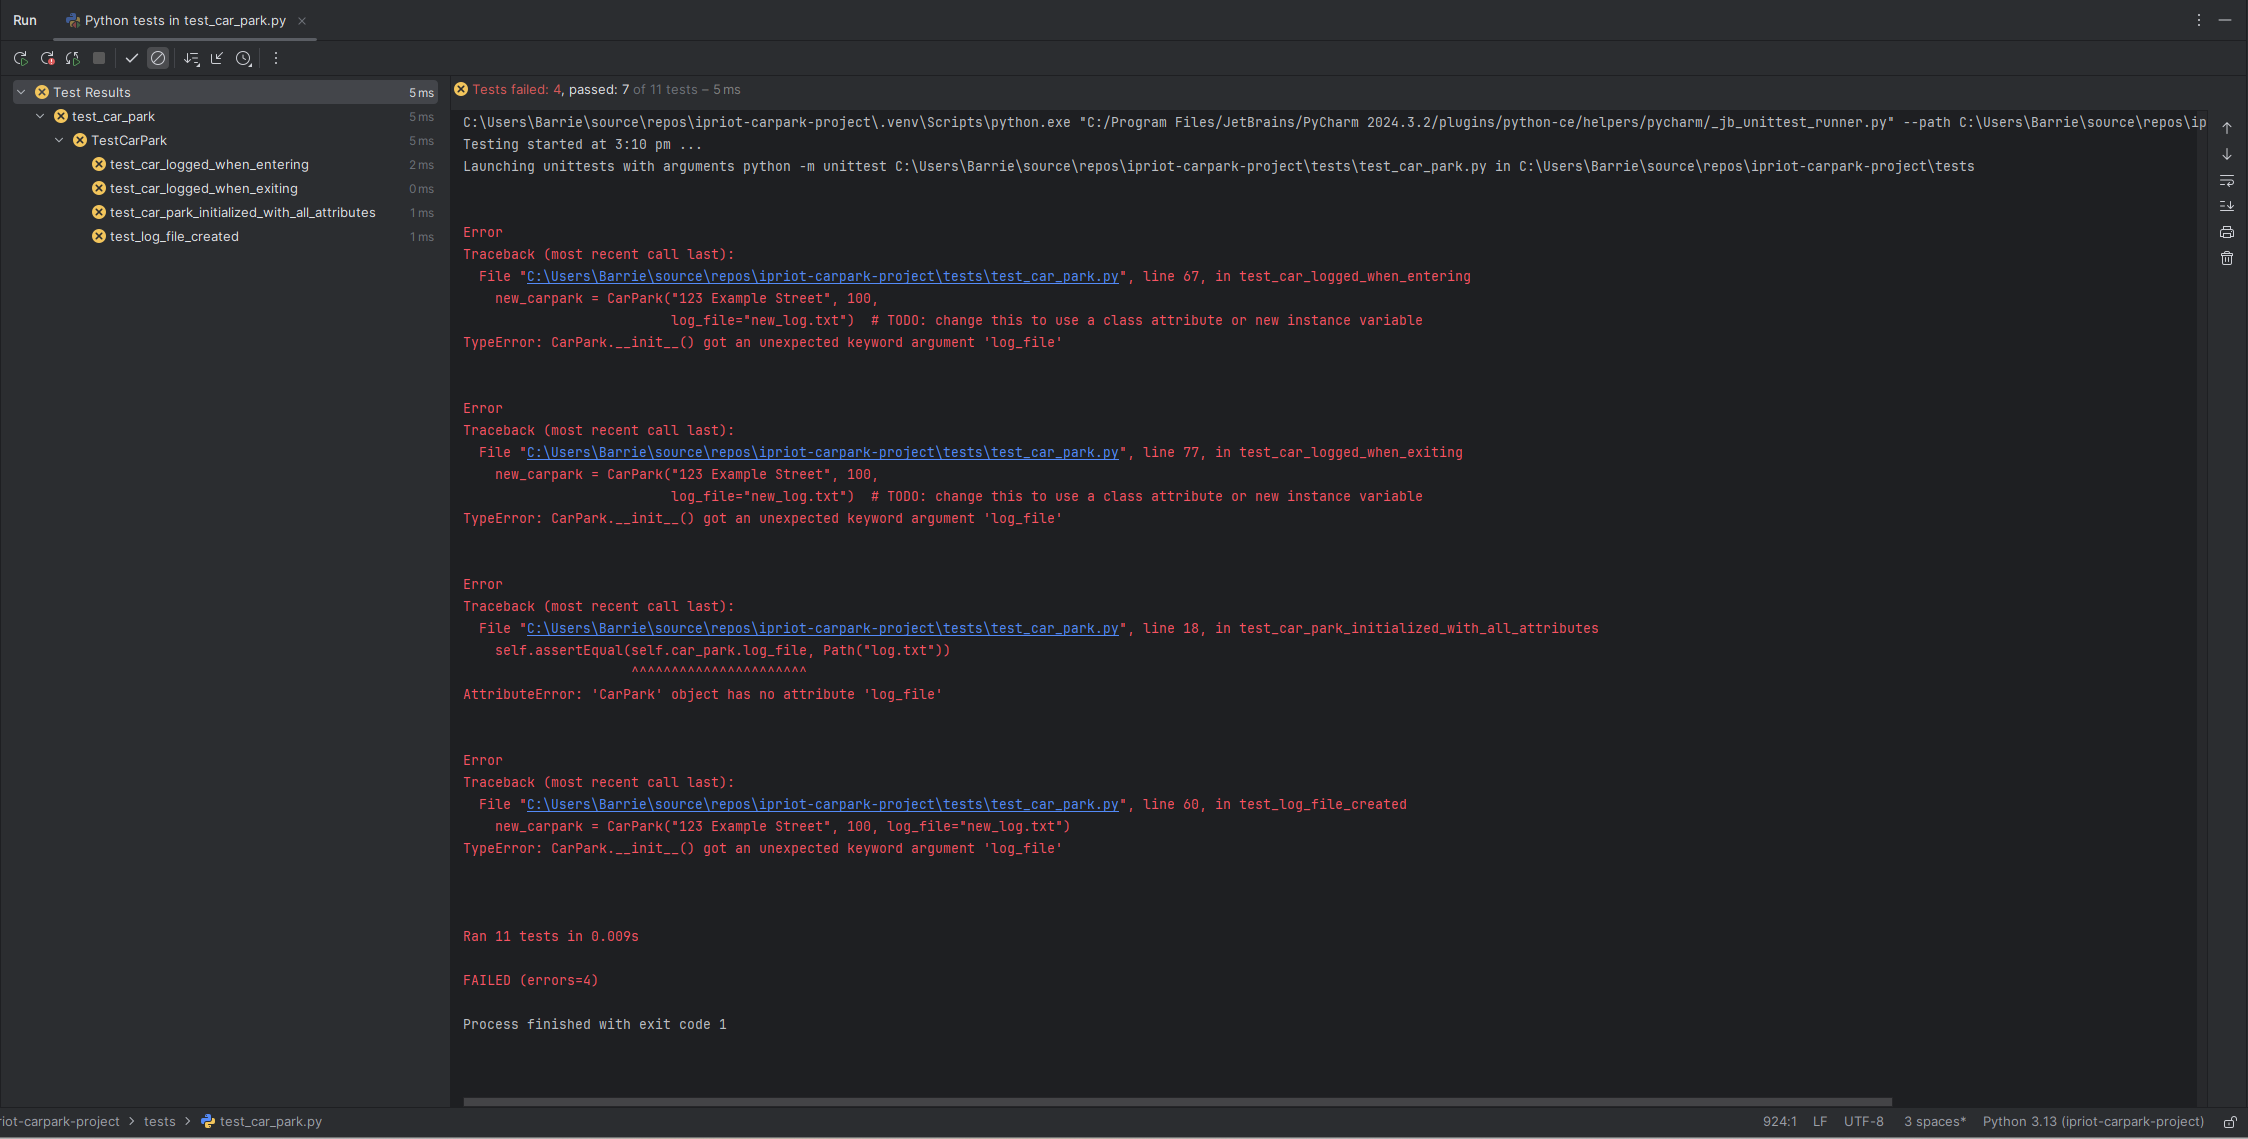 Run
Python tests in test_car_park.py
Test Results 5 ms
test_car_park 5 ms
TestCarPark 5 ms
test_car_logged_when_entering 2 ms
test_car_logged_when_exiting 0 ms
test_car_park_initialized_with_all_attributes 1 ms
test_log_file_created 1 ms
Tests failed: 4, passed: 7 of 11 tests – 5 ms
C:\Users\Barrie\source\repos\ipriot-carpark-project\.venv\Scripts\python.exe "C:/Program Files/JetBrains/PyCharm 2024.3.2/plugins/python-ce/helpers/pycharm/_jb_unittest_runner.py" --path C:\Users\Barrie\source\repos\ip
Testing started at 3:10 pm ...
Launching unittests with arguments python -m unittest C:\Users\Barrie\source\repos\ipriot-carpark-project\tests\test_car_park.py in C:\Users\Barrie\source\repos\ipriot-carpark-project\tests
Error
Traceback (most recent call last):
File "C:\Users\Barrie\source\repos\ipriot-carpark-project\tests\test_car_park.py", line 67, in test_car_logged_when_entering
new_carpark = CarPark("123 Example Street", 100,
log_file="new_log.txt")  # TODO: change this to use a class attribute or new instance variable
TypeError: CarPark.__init__() got an unexpected keyword argument 'log_file'
Error
Traceback (most recent call last):
File "C:\Users\Barrie\source\repos\ipriot-carpark-project\tests\test_car_park.py", line 77, in test_car_logged_when_exiting
new_carpark = CarPark("123 Example Street", 100,
log_file="new_log.txt")  # TODO: change this to use a class attribute or new instance variable
TypeError: CarPark.__init__() got an unexpected keyword argument 'log_file'
Error
Traceback (most recent call last):
File "C:\Users\Barrie\source\repos\ipriot-carpark-project\tests\test_car_park.py", line 18, in test_car_park_initialized_with_all_attributes
self.assertEqual(self.car_park.log_file, Path("log.txt"))
^^^^^^^^^^^^^^^^^^^^^^
AttributeError: 'CarPark' object has no attribute 'log_file'
Error
Traceback (most recent call last):
File "C:\Users\Barrie\source\repos\ipriot-carpark-project\tests\test_car_park.py", line 60, in test_log_file_created
new_carpark = CarPark("123 Example Street", 100, log_file="new_log.txt")
TypeError: CarPark.__init__() got an unexpected keyword argument 'log_file'
Ran 11 tests in 0.009s
FAILED (errors=4)
Process finished with exit code 1
riot-carpark-project > tests > test_car_park.py 924:1 LF UTF-8 3 spaces* Python 3.13 (ipriot-carpark-project)